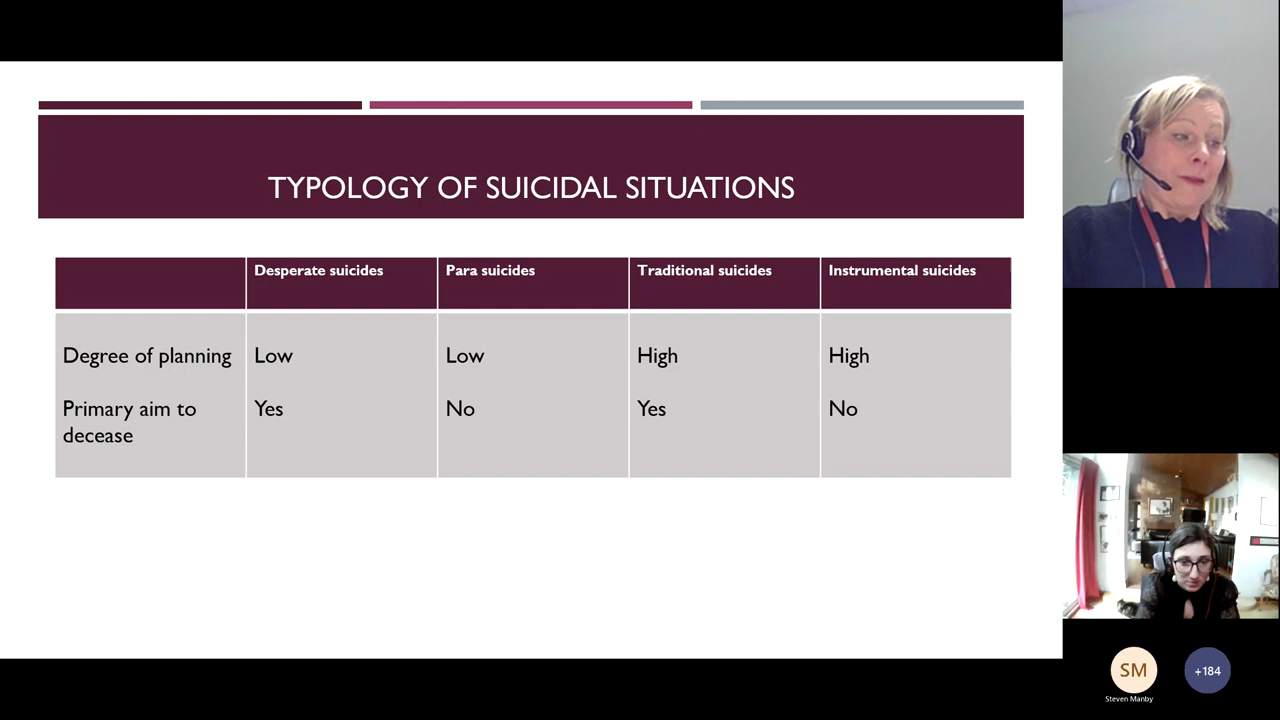 TYPOLOGY OF SUICIDAL SITUATIONS
Desperate suicides
Para suicides
Traditional suicides
Instrumental suicides
Degree of planning
Low
Low
High
High
Primary aim to
decease
Yes
No
Yes
No
SM
Steven Manby
+184